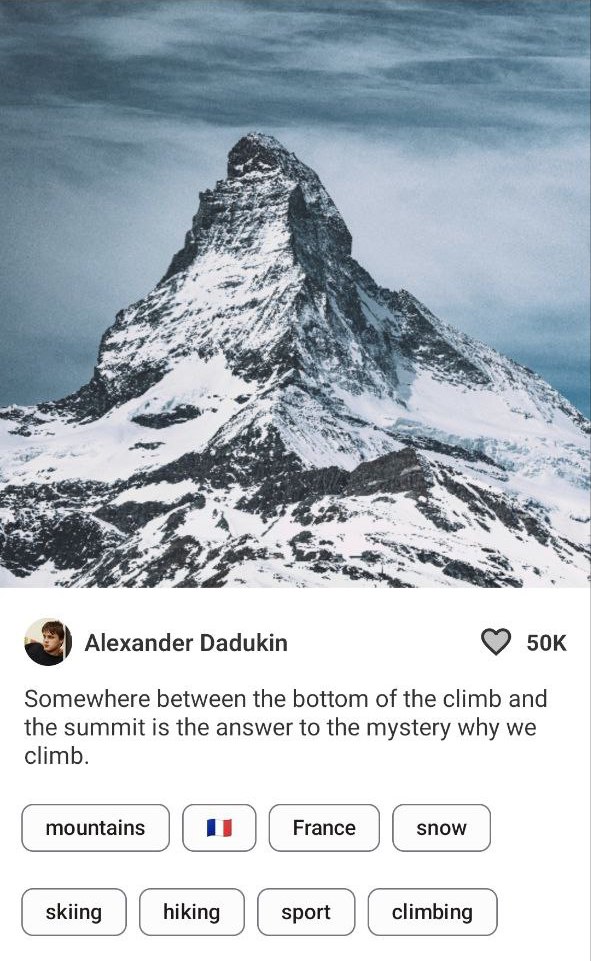 Alexander Dadukin
50K
Somewhere between the bottom of the climb and
the summit is the answer to the mystery why we
climb.
mountains
🇫🇷
France
snow
skiing
hiking
sport
climbing